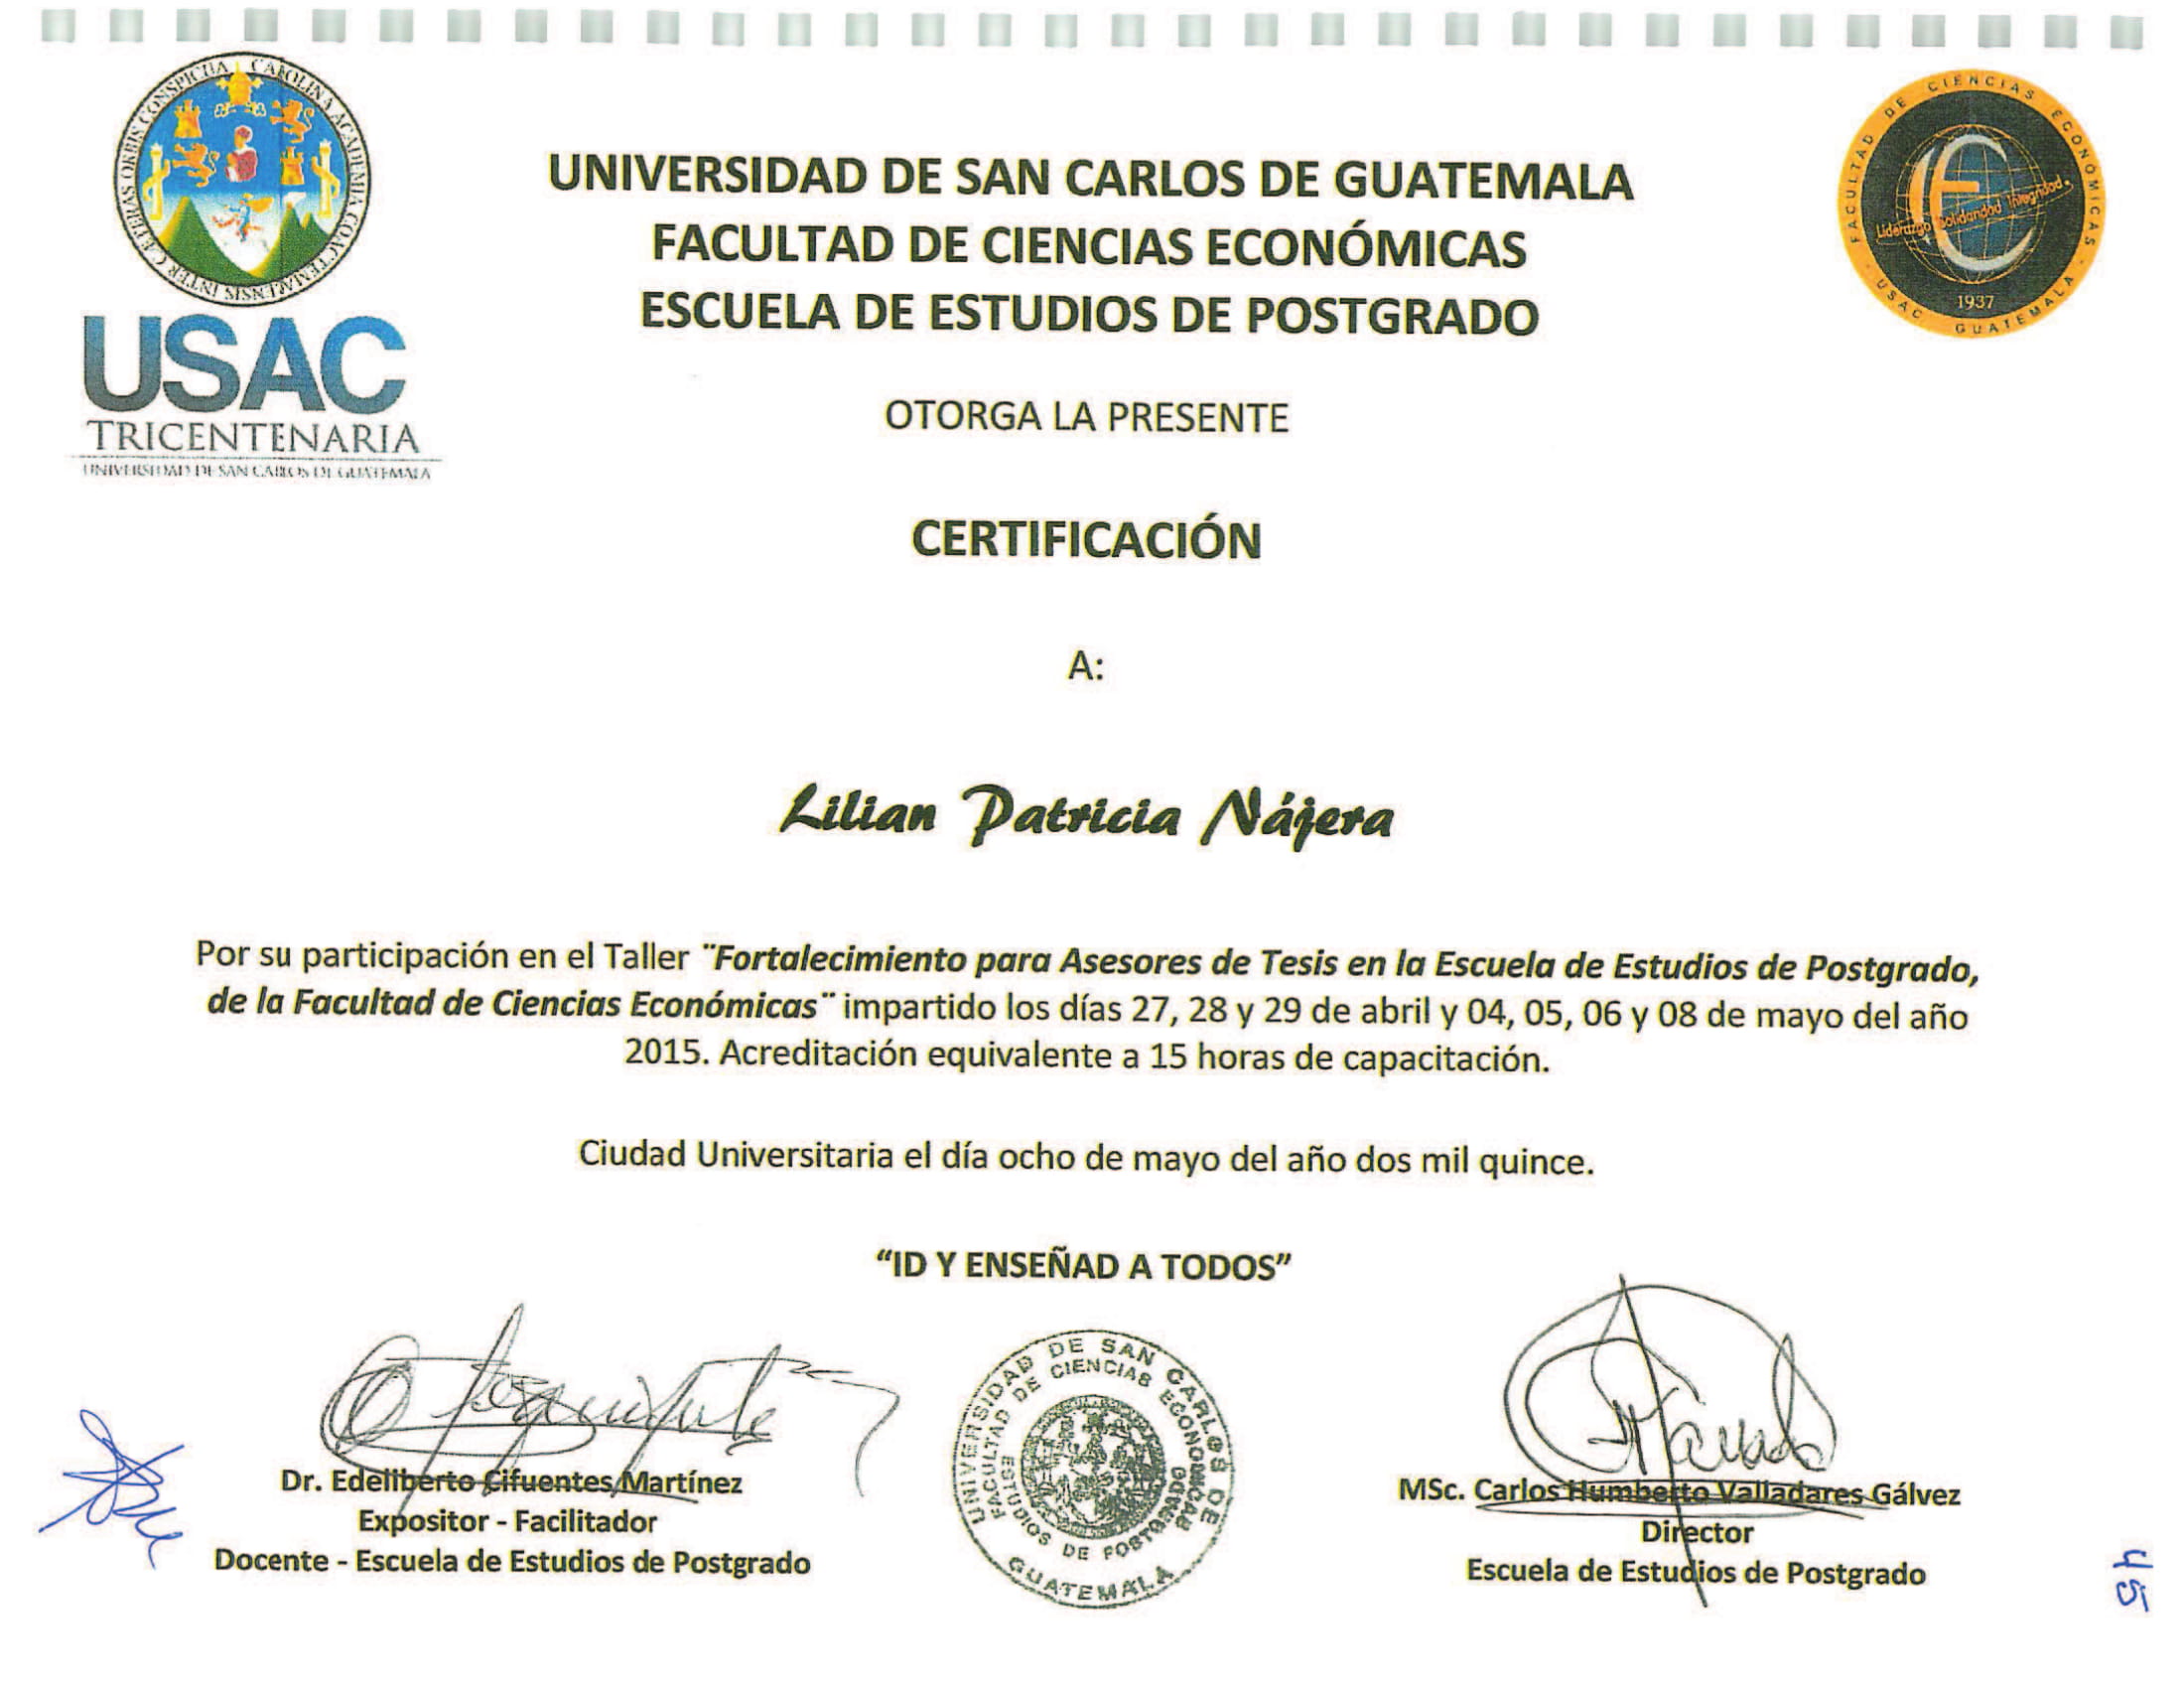 INTER CAETERAS ORBIS CONSPICUA CAROLINA ACADEMIA COACTEMALENSIS
USAC
TRICENTENARIA
UNIVERSIDAD DE SAN CARLOS DE GUATEMALA
FACULTAD DE CIENCIAS ECONÓMICAS
Liderazgo Solidaridad Integridad.
1937
USAC GUATEMALA
UNIVERSIDAD DE SAN CARLOS DE GUATEMALA
FACULTAD DE CIENCIAS ECONÓMICAS
ESCUELA DE ESTUDIOS DE POSTGRADO
OTORGA LA PRESENTE
CERTIFICACIÓN
A:
Lilian Patricia Nájera
Por su participación en el Taller ¨Fortalecimiento para Asesores de Tesis en la Escuela de Estudios de Postgrado,
de la Facultad de Ciencias Económicas¨ impartido los días 27, 28 y 29 de abril y 04, 05, 06 y 08 de mayo del año
2015. Acreditación equivalente a 15 horas de capacitación.
Ciudad Universitaria el día ocho de mayo del año dos mil quince.
“ID Y ENSEÑAD A TODOS”
Dr. Edeliberto Cifuentes Martínez
Expositor - Facilitador
Docente - Escuela de Estudios de Postgrado
UNIVERSIDAD DE SAN CARLOS DE
GUATEMALA
FACULTAD DE CIENCIAS ECONOMICAS
ESTUDIOS DE POSTGRADO
MSc. Carlos Humberto Valladares Gálvez
Director
Escuela de Estudios de Postgrado
45